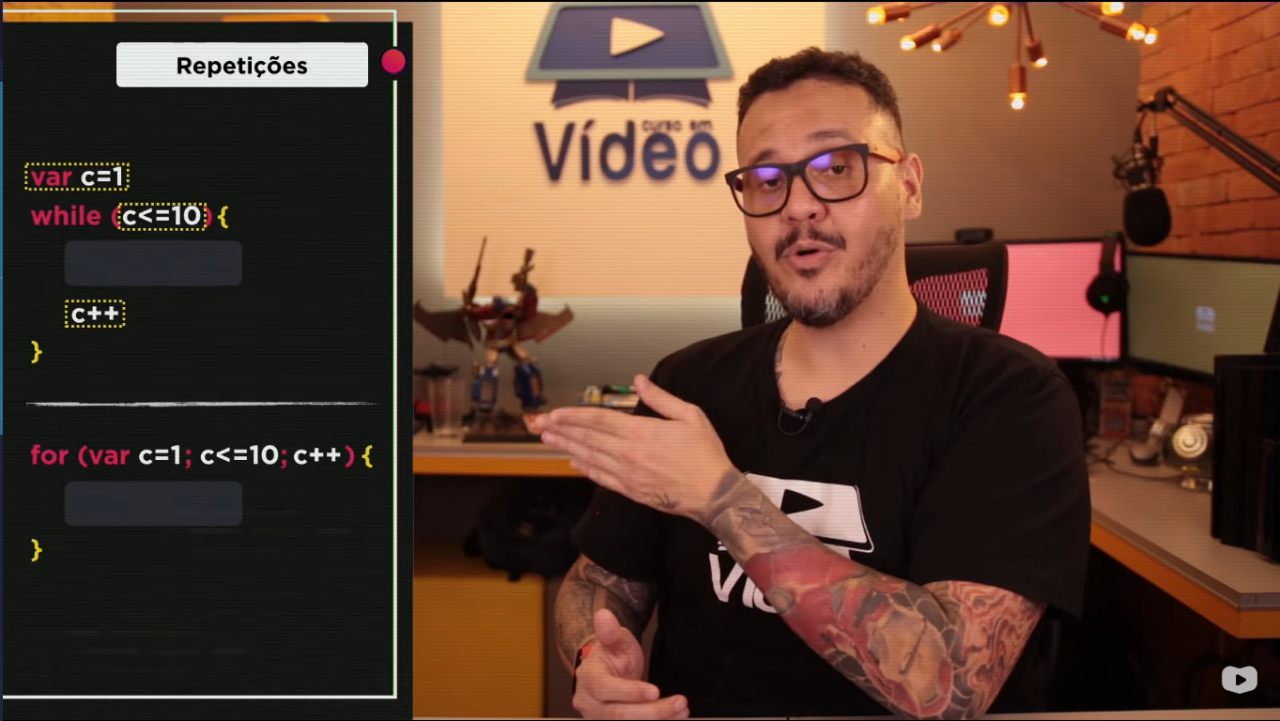 Repetições
var c=1
while (c<=10) {
c++
}
for (var c=1; c<=10; c++) {
}
curso em
Vídeo